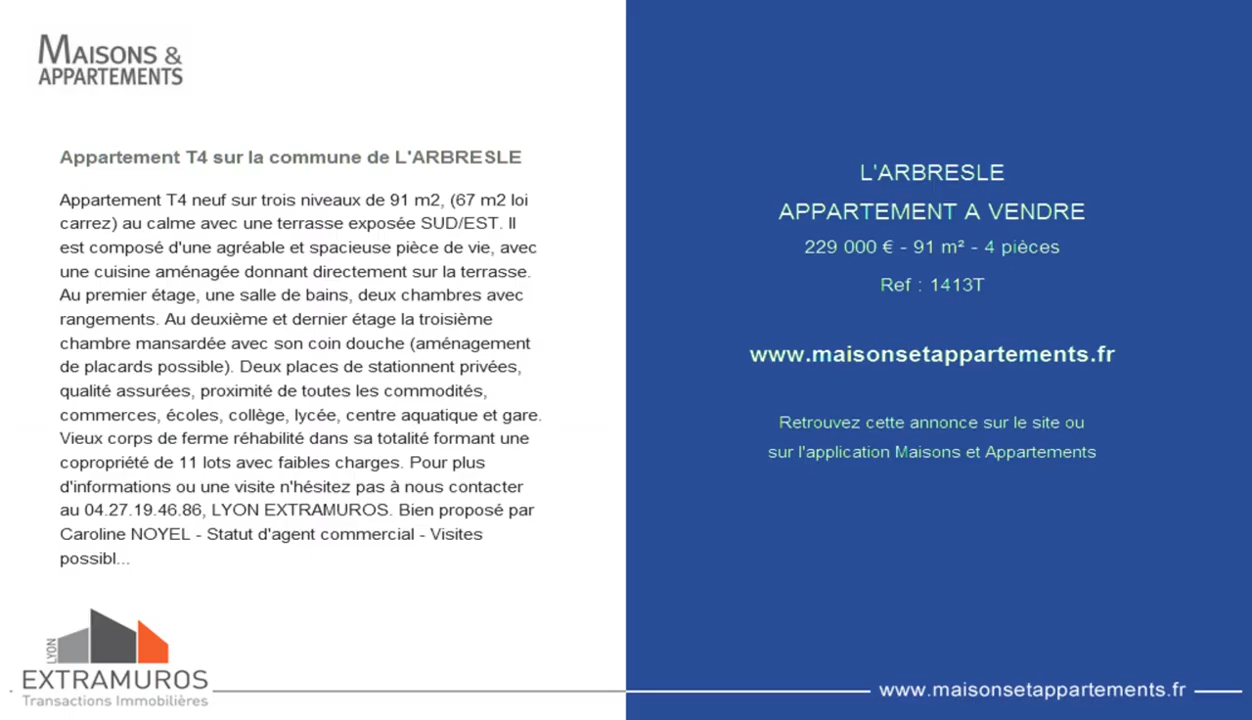 MAISONS &
APPARTEMENTS
Appartement T4 sur la commune de L'ARBRESLE
Appartement T4 neuf sur trois niveaux de 91 m2, (67 m2 loi
carrez) au calme avec une terrasse exposée SUD/EST. Il
est composé d'une agréable et spacieuse pièce de vie, avec
une cuisine aménagée donnant directement sur la terrasse.
Au premier étage, une salle de bains, deux chambres avec
rangements. Au deuxième et dernier étage la troisième
chambre mansardée avec son coin douche (aménagement
de placards possible). Deux places de stationnent privées,
qualité assurées, proximité de toutes les commodités,
commerces, écoles, collège, lycée, centre aquatique et gare.
Vieux corps de ferme réhabilité dans sa totalité formant une
copropriété de 11 lots avec faibles charges. Pour plus
d'informations ou une visite n'hésitez pas à nous contacter
au 04.27.19.46.86, LYON EXTRAMUROS. Bien proposé par
Caroline NOYEL - Statut d'agent commercial - Visites
possibl...
LYON
EXTRAMUROS
Transactions Immobilières
L'ARBRESLE
APPARTEMENT A VENDRE
229 000 € - 91 m² - 4 pièces
Ref : 1413T
www.maisonsetappartements.fr
Retrouvez cette annonce sur le site ou
sur l'application Maisons et Appartements
www.maisonsetappartements.fr